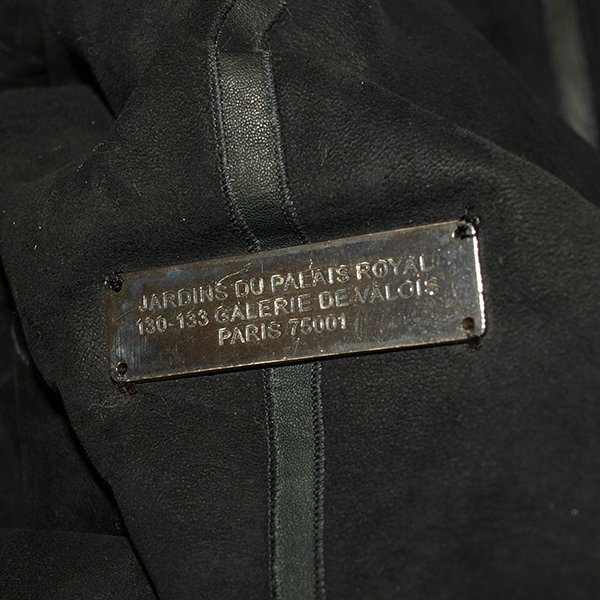 JARDINS DU PALAIS ROYAL
130-133 GALERIE DE VALOIS
PARIS 75001